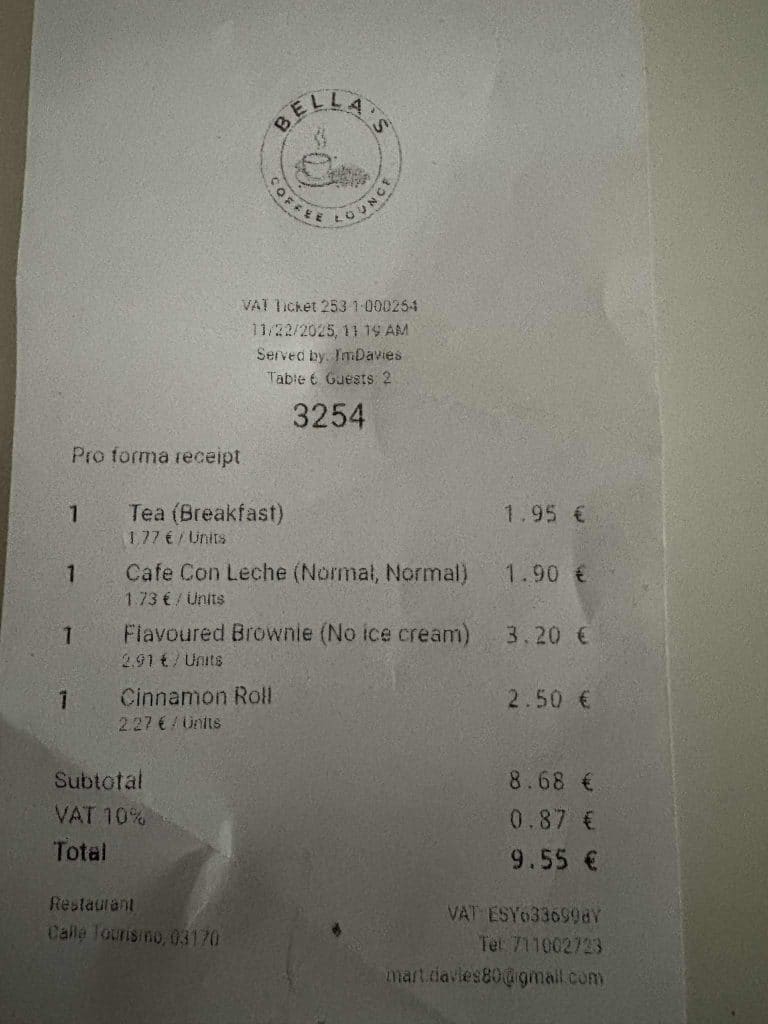 BELLA'S
COFFEE LOUNGE
VAT Ticket 253-1-000254
11/22/2025, 11:19 AM
Served by: TmDavies
Table 6, Guests: 2
3254
Pro forma receipt
1 Tea (Breakfast) 1.95 €
1.77 € / Units
1 Cafe Con Leche (Normal, Normal) 1.90 €
1.73 € / Units
1 Flavoured Brownie (No ice cream) 3.20 €
2.91 € / Units
1 Cinnamon Roll 2.50 €
2.27 € / Units
Subtotal 8.68 €
VAT 10% 0.87 €
Total 9.55 €
Restaurant VAT: ESY6336998Y
Calle Tourismo, 03170 Tel: 711002723
mart.davies80@gmail.com